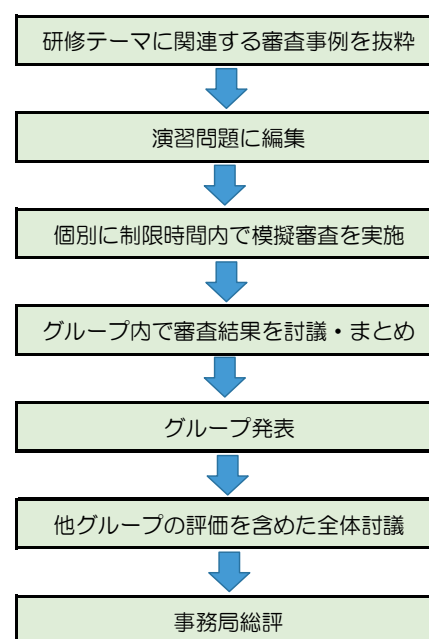 研修テーマに関連する審査事例を抜粋
演習問題に編集
個別に制限時間内で模擬審査を実施
グループ内で審査結果を討議・まとめ
グループ発表
他グループの評価を含めた全体討議
事務局総評